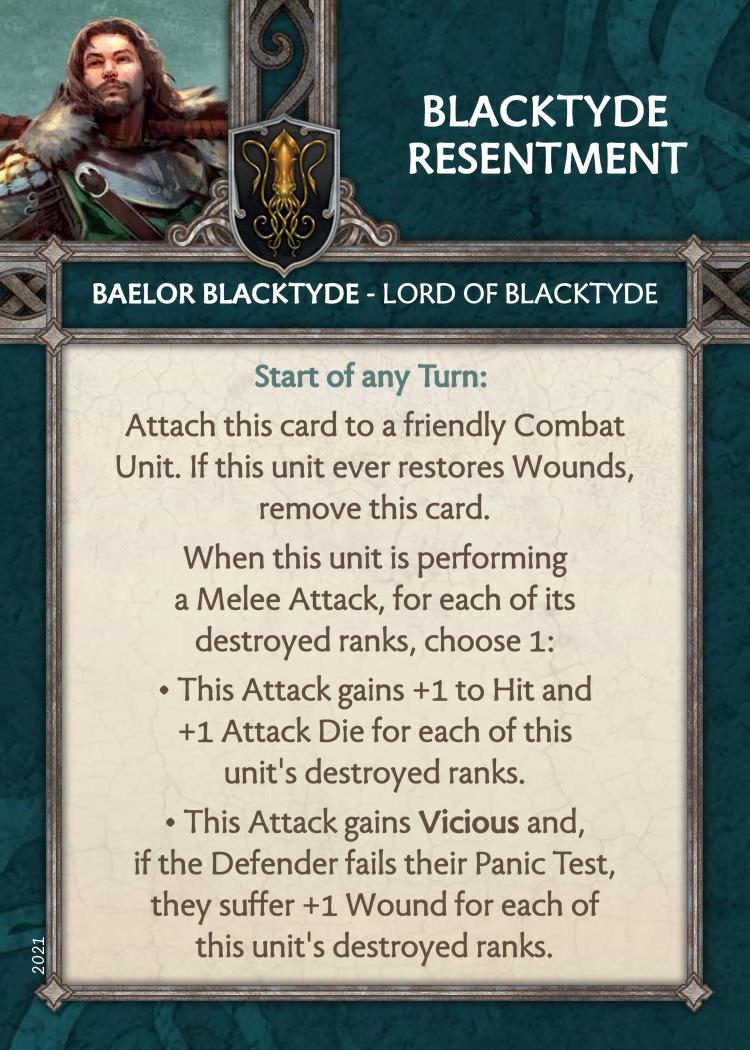 BLACKTYDE
RESENTMENT
BAELOR BLACKTYDE - LORD OF BLACKTYDE
Start of any Turn:
Attach this card to a friendly Combat
Unit. If this unit ever restores Wounds,
remove this card.
When this unit is performing
a Melee Attack, for each of its
destroyed ranks, choose 1:
• This Attack gains +1 to Hit and
+1 Attack Die for each of this
unit's destroyed ranks.
• This Attack gains Vicious and,
if the Defender fails their Panic Test,
they suffer +1 Wound for each of
this unit's destroyed ranks.
2021